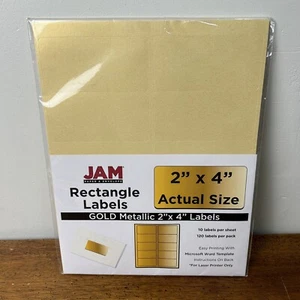 JAM
PAPER & ENVELOPE
Rectangle
Labels
2” x 4”
Actual Size
GOLD Metallic 2”x 4” Labels
10 labels per sheet
120 labels per pack
Easy Printing With
Microsoft Word Template
Instructions On Back
*For Laser Printer Only